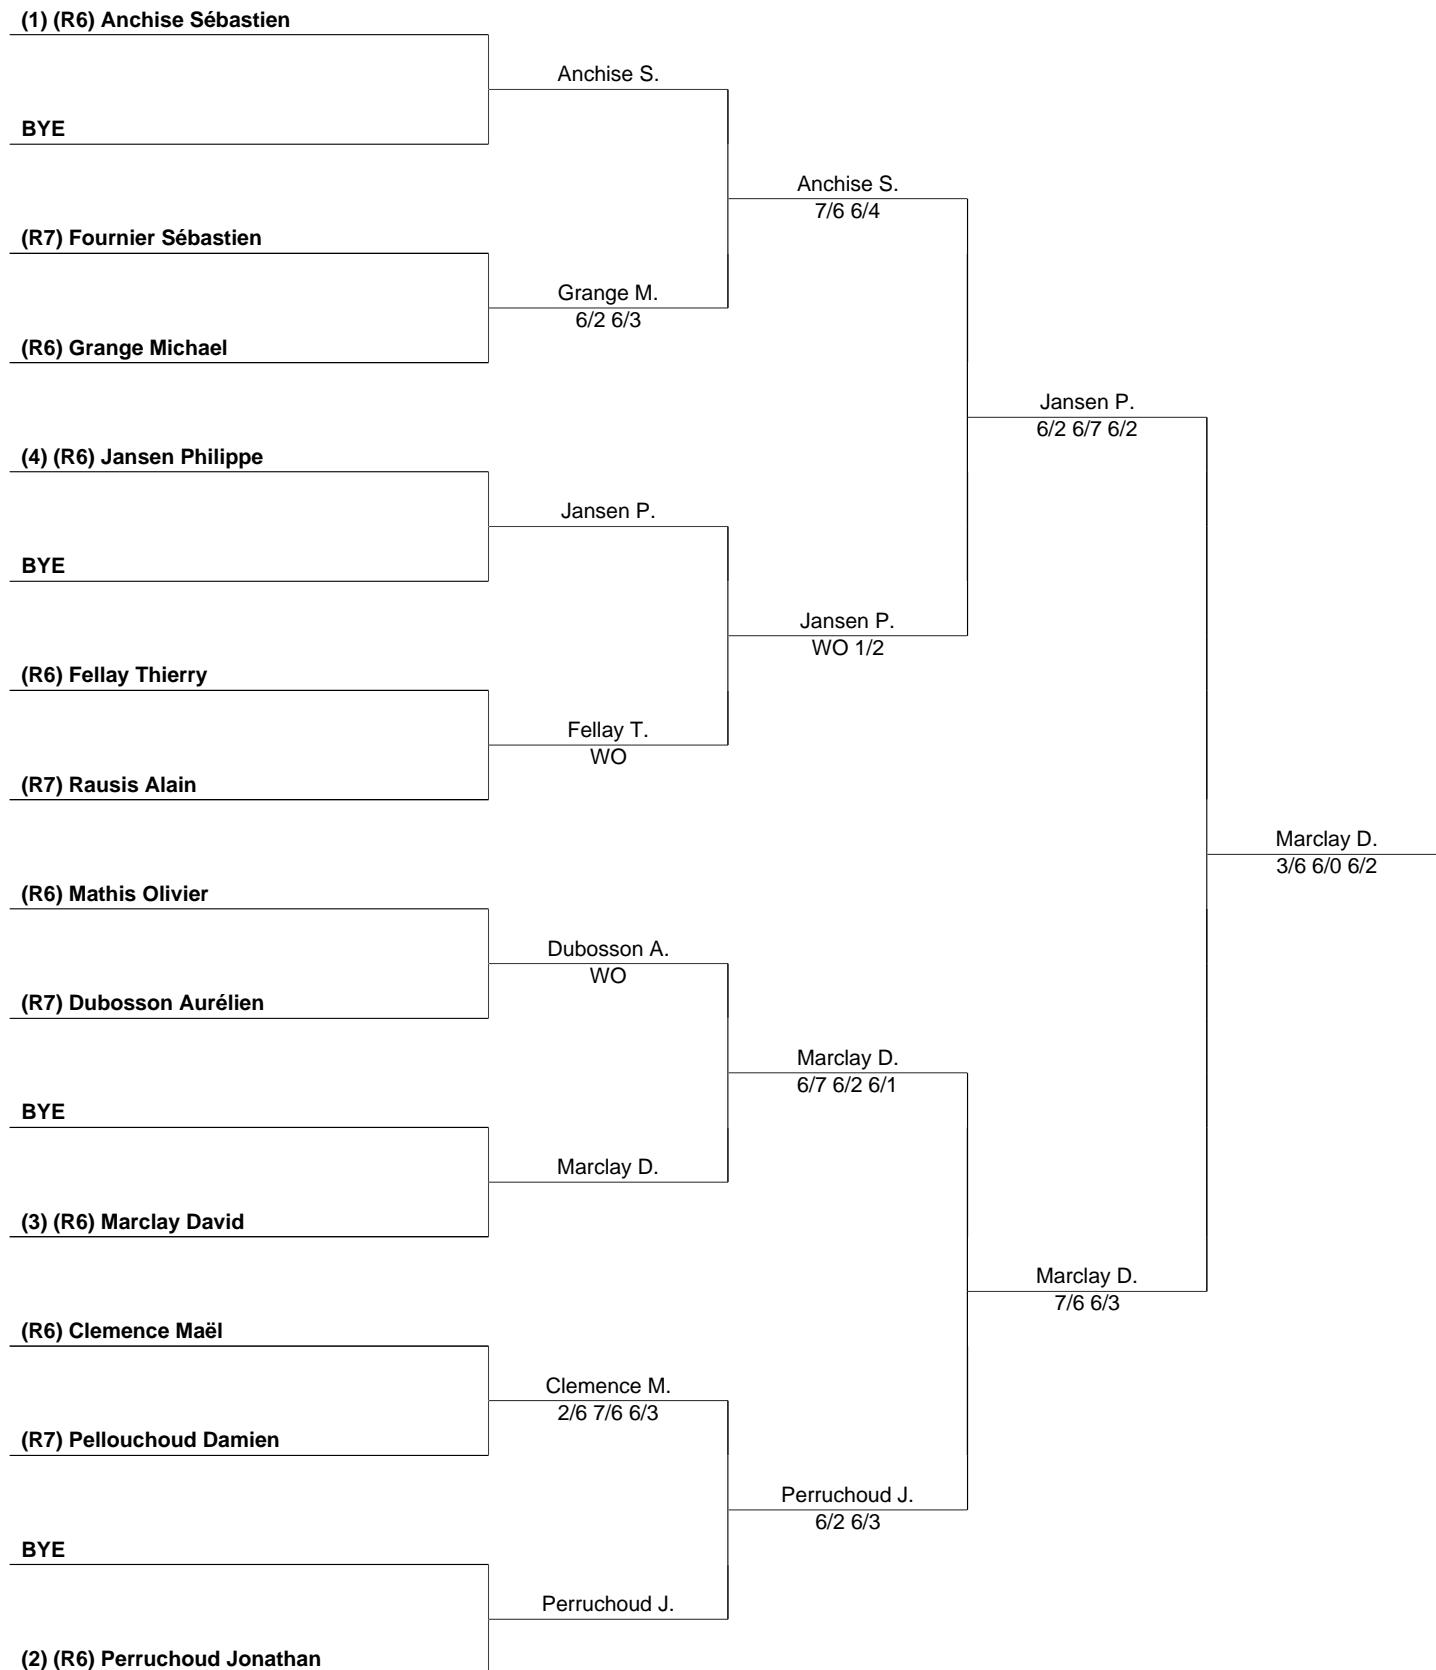 (1) (R6) Anchise Sébastien
Anchise S.
BYE
Anchise S.
7/6 6/4
(R7) Fournier Sébastien
Grange M.
6/2 6/3
(R6) Grange Michael
Jansen P.
6/2 6/7 6/2
(4) (R6) Jansen Philippe
Jansen P.
BYE
Jansen P.
WO 1/2
(R6) Fellay Thierry
Fellay T.
WO
(R7) Rausis Alain
Marclay D.
3/6 6/0 6/2
(R6) Mathis Olivier
Dubosson A.
WO
(R7) Dubosson Aurélien
Marclay D.
6/7 6/2 6/1
BYE
Marclay D.
(3) (R6) Marclay David
Marclay D.
7/6 6/3
(R6) Clemence Maël
Clemence M.
2/6 7/6 6/3
(R7) Pellouchoud Damien
Perruchoud J.
6/2 6/3
BYE
Perruchoud J.
(2) (R6) Perruchoud Jonathan